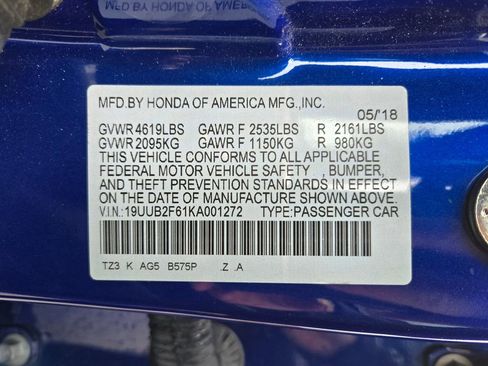 MFD.BY HONDA OF AMERICA MFG.,INC.
05/'18
GVWR 4619LBS GAWR F 2535LBS R 2161LBS
GVWR 2095KG GAWR F 1150KG R 980KG
THIS VEHICLE CONFORMS TO ALL APPLICABLE
FEDERAL MOTOR VEHICLE SAFETY , BUMPER,
AND THEFT PREVENTION STANDARDS IN EFFECT
ON THE DATE OF MANUFACTURE SHOWN ABOVE.
V.I.N.: 19UUB2F61KA001272 TYPE:PASSENGER CAR
TZ3 K AG5 B575P .Z .A